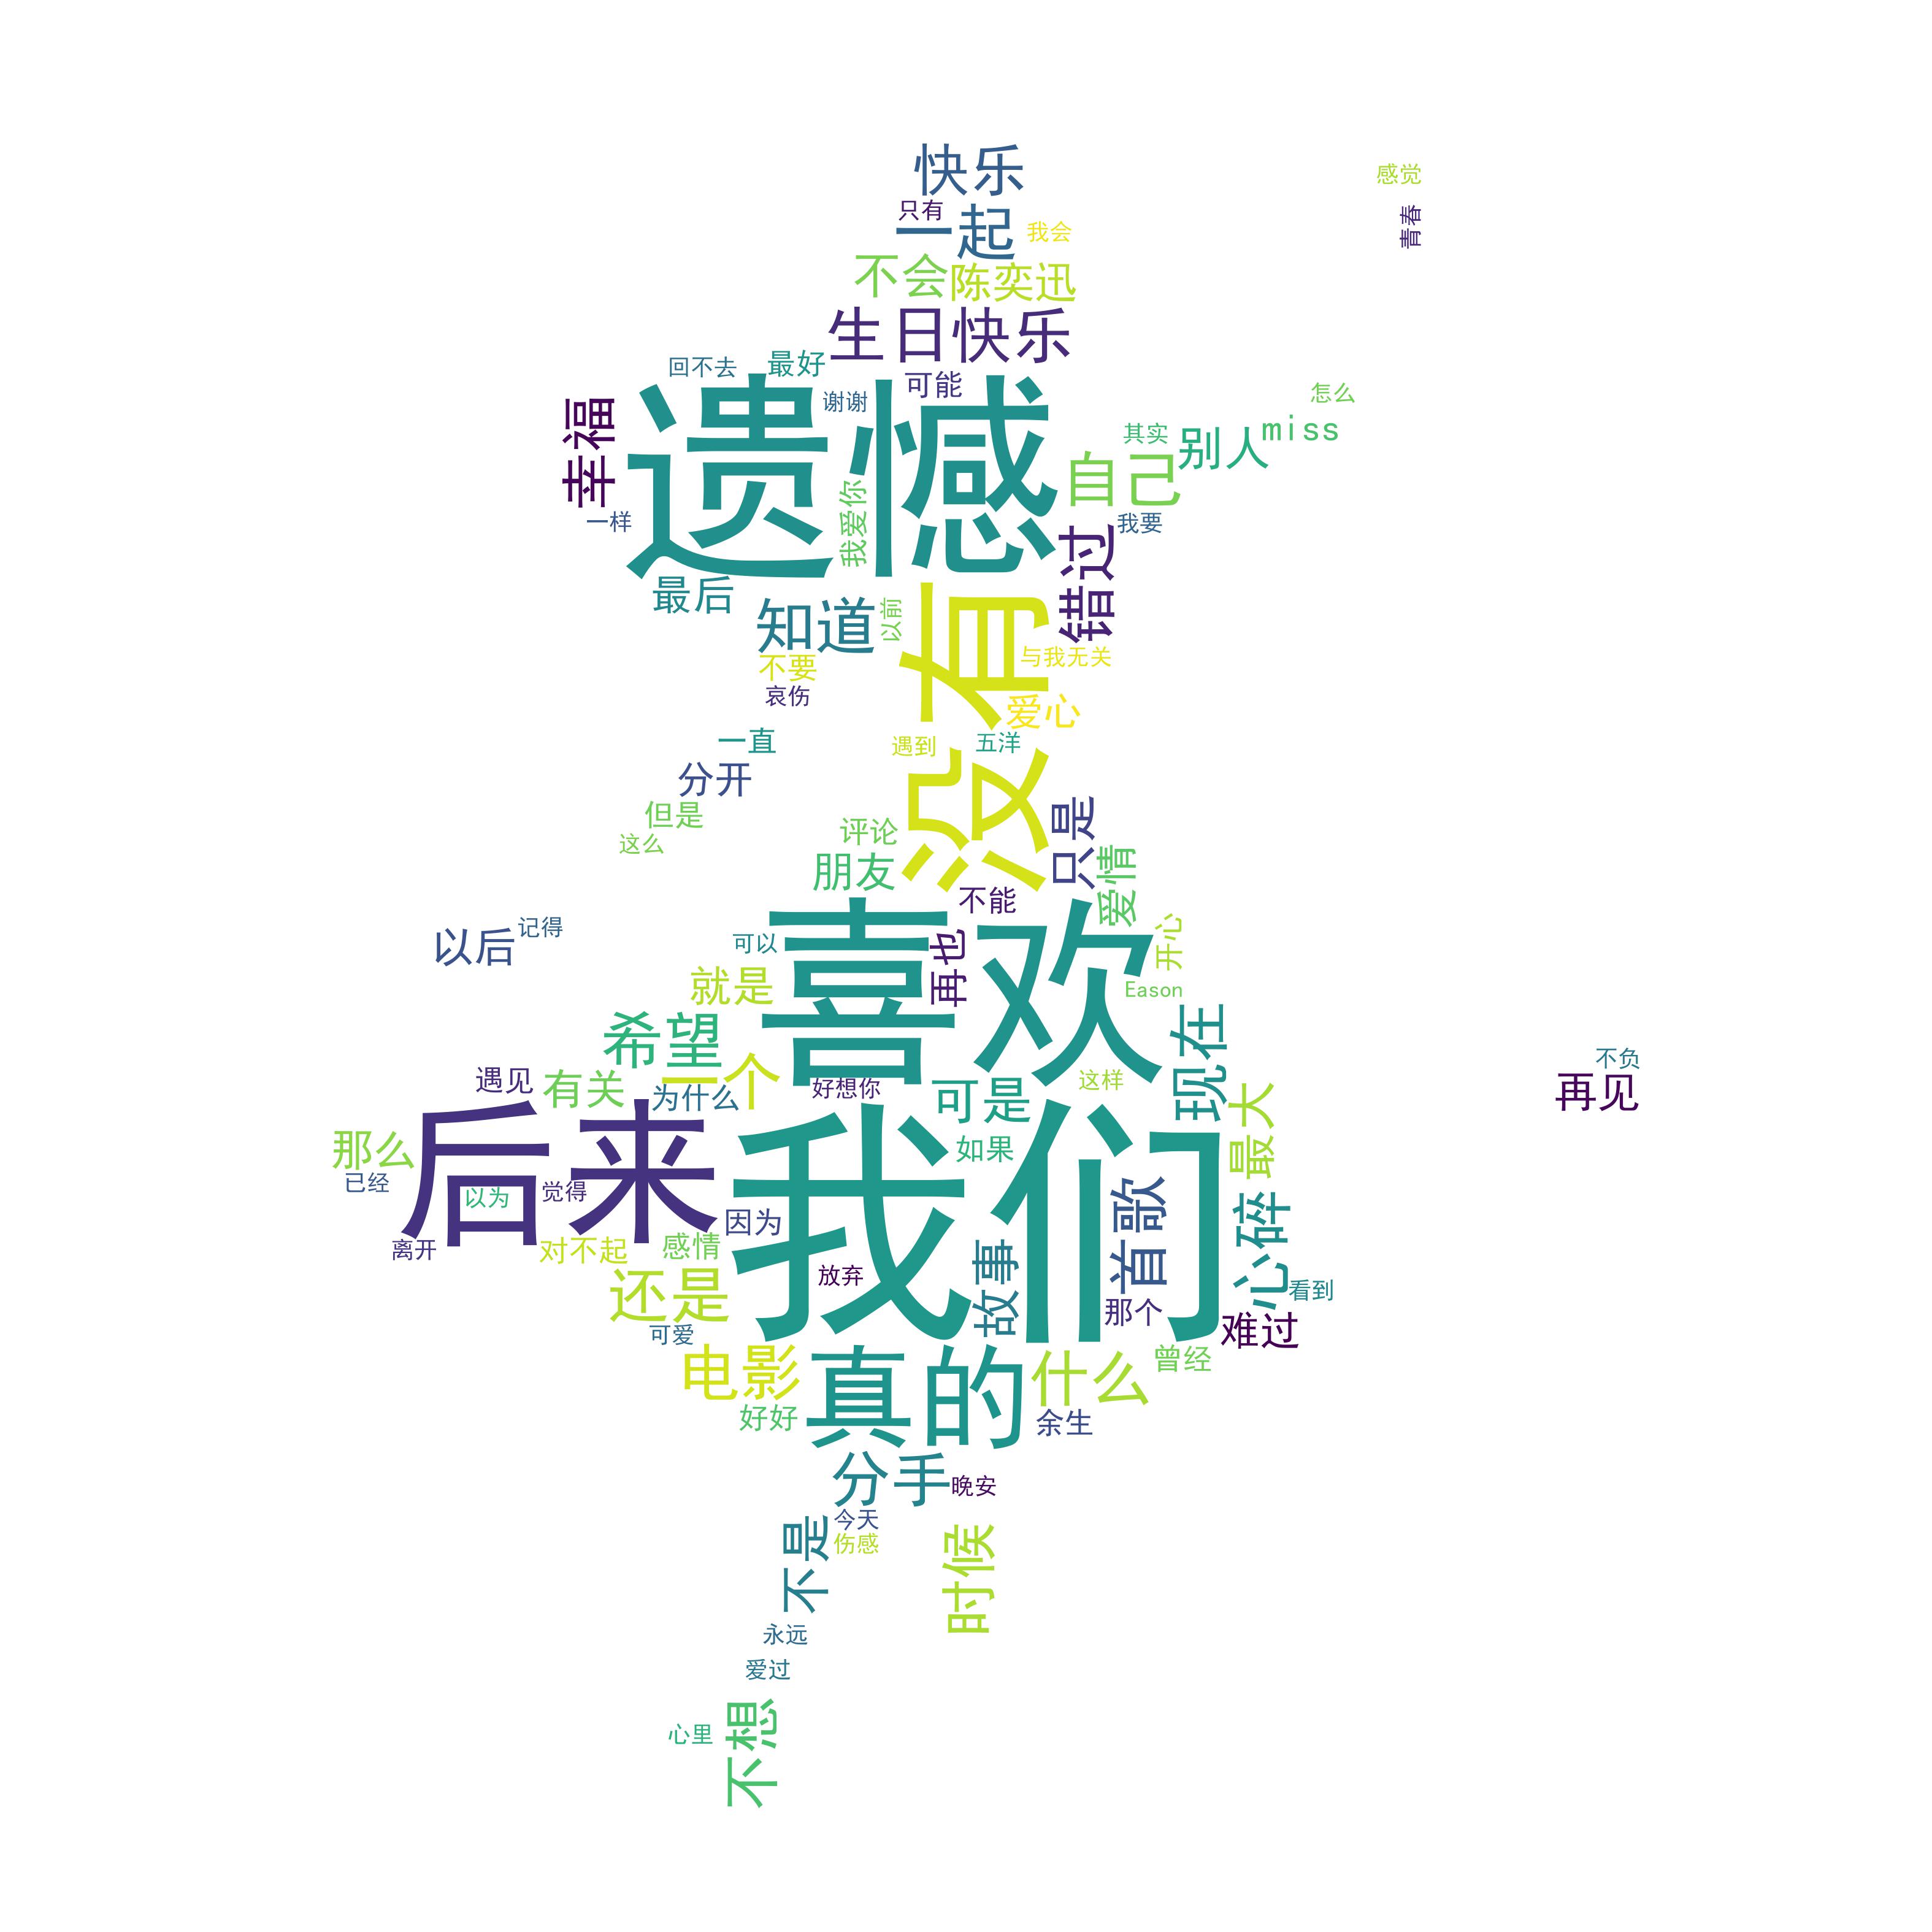 快乐
感觉
只有
一起
我会
青春
不会
陈奕迅
生日快乐
回不去
最好
可能
谢谢
怎么
幸福
遗憾
我爱你
其实
别人
miss
自己
一样
我要
错过
最后
知道
以前
没有
与我无关
不要
哀伤
爱心
一直
遇到
五洋
分开
但是
这么
评论
只是
朋友
爱情
不能
以后
记得
可以
喜欢
再也
开心
就是
Eason
希望
现在
一个
遇见
有关
为什么
好想你
可是
这样
不负
再见
最大
后来
我们
那么
如果
已经
以为
觉得
首歌
心碎
因为
离开
对不起
感情
故事
放弃
还是
看到
那个
难过
可爱
电影
真的
什么
曾经
好好
余生
分手
晚安
今天
伤感
不是
时候
永远
爱过
不想
心里